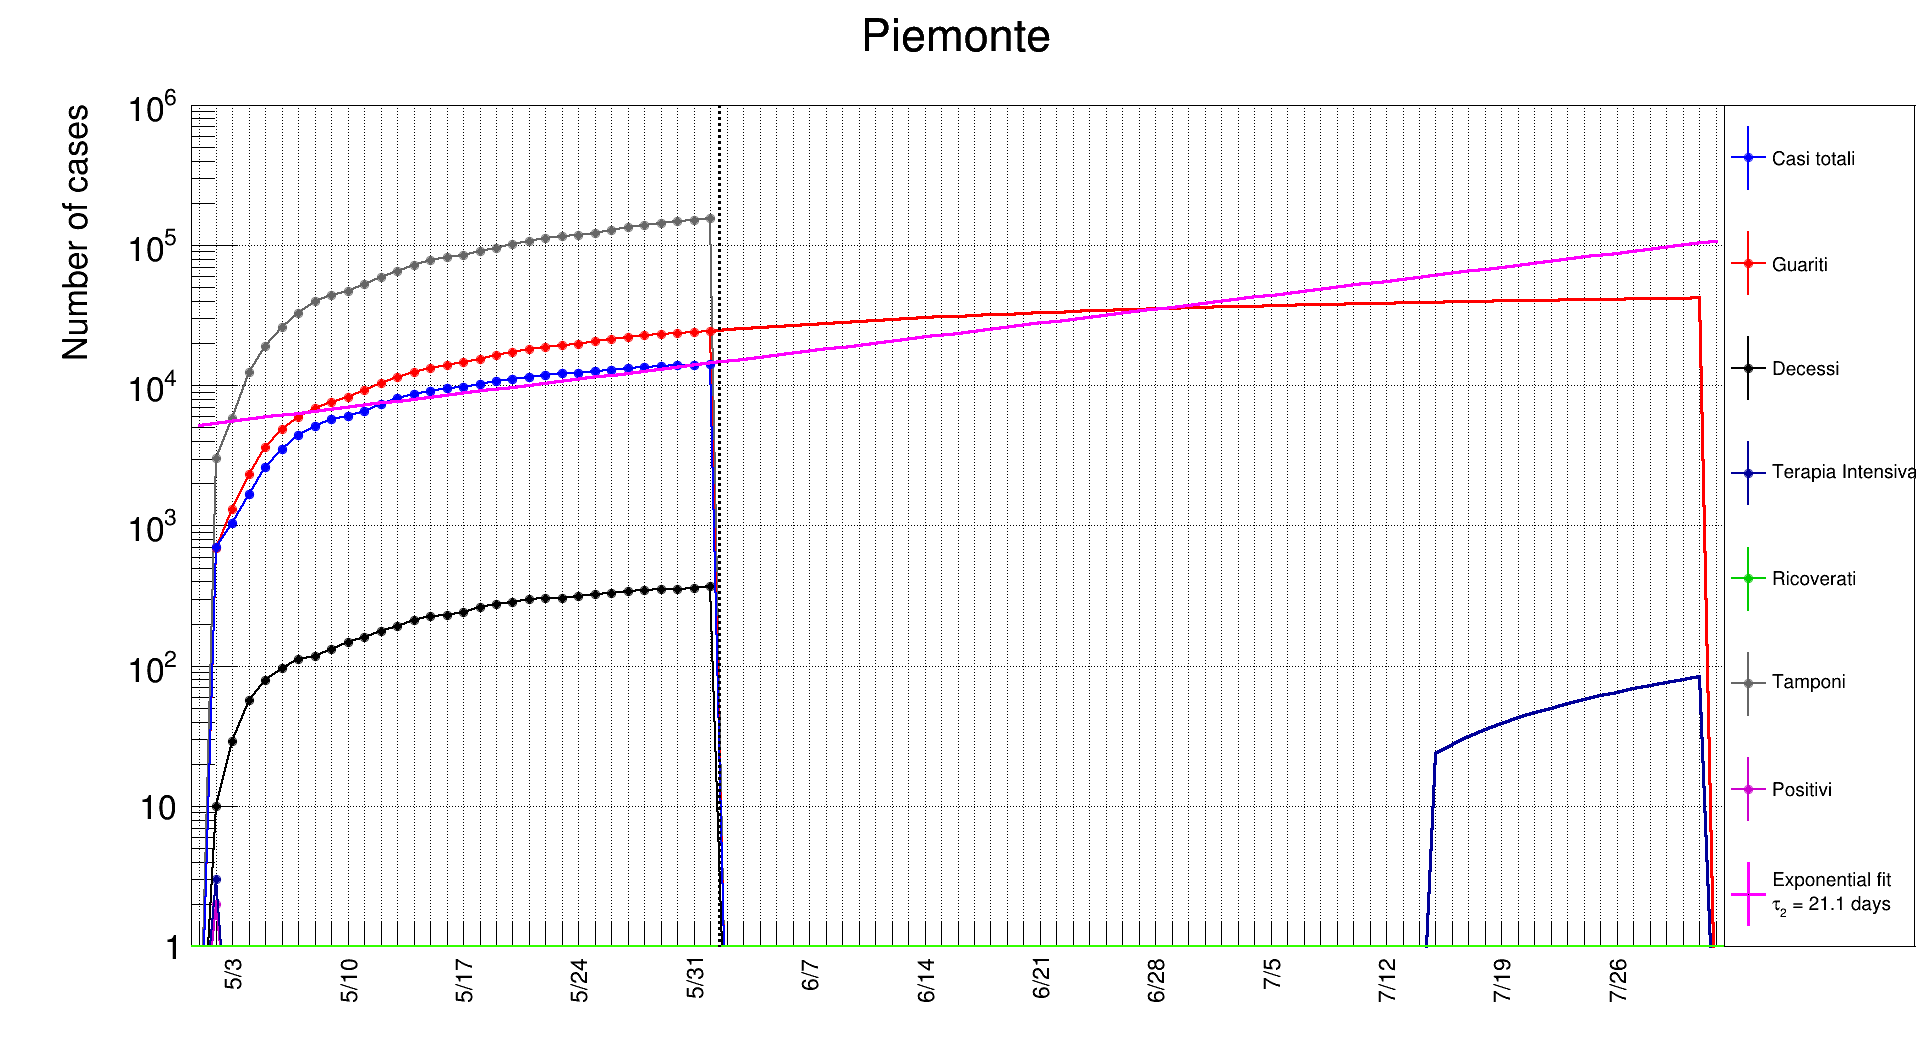 Piemonte
Number of cases
10^6
10^5
10^4
10^3
10^2
10
1
5/3 5/10 5/17 5/24 5/31 6/7 6/14 6/21 6/28 7/5 7/12 7/19 7/26
Casi totali
Guariti
Decessi
Terapia Intensiva
Ricoverati
Tamponi
Positivi
Exponential fit
τ_2 = 21.1 days